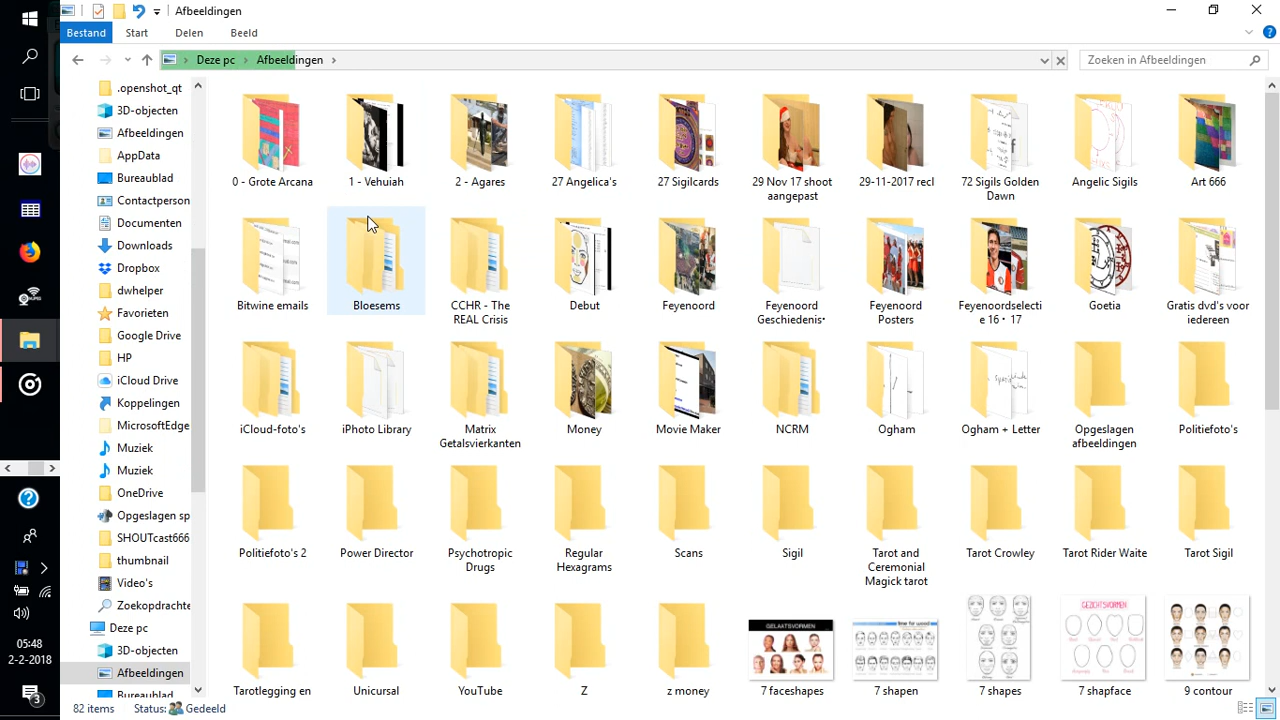 Afbeeldingen
Bestand Start Delen Beeld
Deze pc Afbeeldingen
Zoeken in Afbeeldingen
.openshot_qt
3D-objecten
Afbeeldingen
AppData
Bureaublad
Contactperson
Documenten
Downloads
Dropbox
dwhelper
Favorieten
Google Drive
HP
iCloud Drive
Koppelingen
MicrosoftEdge
Muziek
Muziek
OneDrive
Opgeslagen sp
SHOUTcast666
thumbnail
Video's
Zoekopdrachte
Deze pc
3D-objecten
Afbeeldingen
Bureaublad
0 - Grote Arcana
1 - Vehuiah
2 - Agares
27 Angelica's
27 Sigilcards
29 Nov 17 shoot
aangepast
29-11-2017 recl
72 Sigils Golden
Dawn
Angelic Sigils
Art 666
Bitwine emails
Bloesems
CCHR - The
REAL Crisis
Debut
Feyenoord
Feyenoord
Geschiedenis•
Feyenoord
Posters
Feyenoordselecti
e 16 • 17
Goetia
Gratis dvd's voor
iedereen
iCloud-foto's
iPhoto Library
Matrix
Getalsvierkanten
Money
Movie Maker
NCRM
Ogham
Ogham + Letter
Opgeslagen
afbeeldingen
Politiefoto's
Politiefoto's 2
Power Director
Psychotropic
Drugs
Regular
Hexagrams
Scans
Sigil
Tarot and
Ceremonial
Magick tarot
Tarot Crowley
Tarot Rider Waite
Tarot Sigil
Tarotlegging en
Unicursal
YouTube
Z
z money
GELAATSVORMEN
7 faceshapes
7 shapen
7 shapes
GEZICHTSVORMEN
7 shapface
9 contour
05:48
2-2-2018
3
82 items Status: Gedeeld